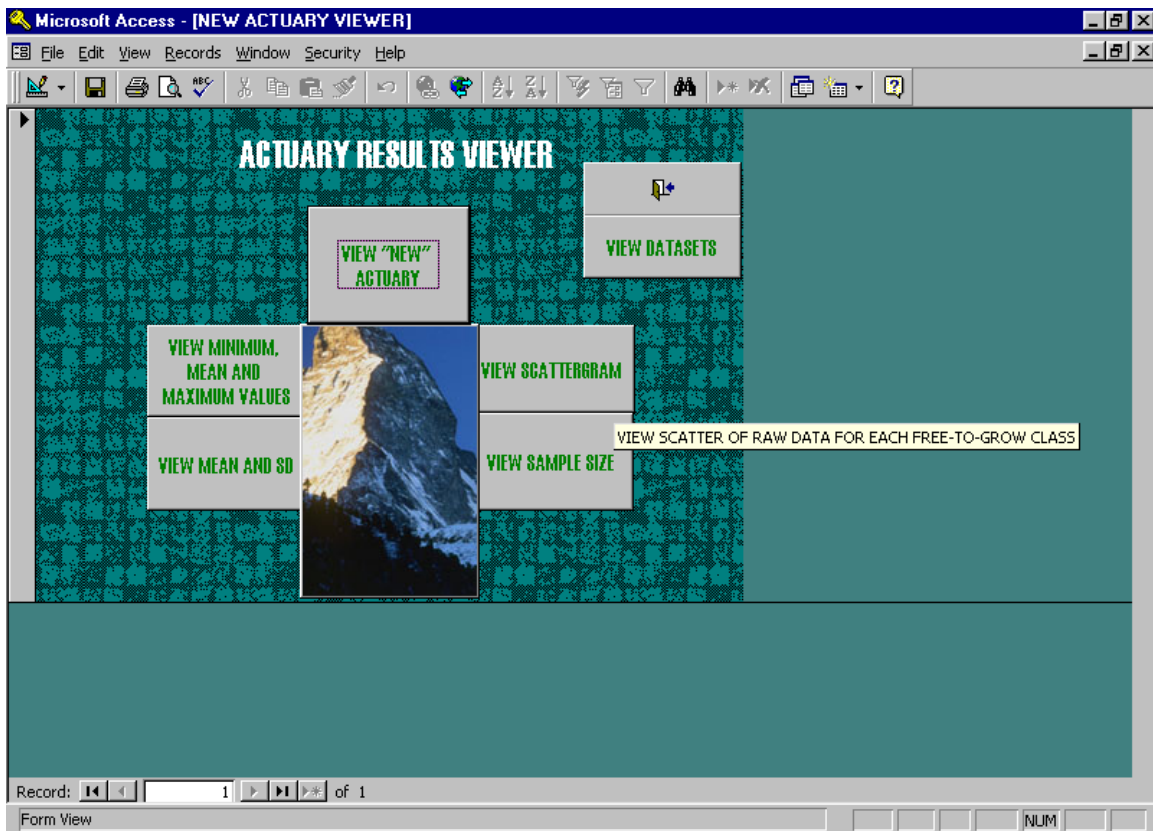 Microsoft Access - [NEW ACTUARY VIEWER]
File Edit View Records Window Security Help
ABC
ACTUARY RESULTS VIEWER
VIEW "NEW"
ACTUARY
VIEW DATASETS
VIEW MINIMUM,
MEAN AND
MAXIMUM VALUES
VIEW SCATTERGRAM
VIEW SCATTER OF RAW DATA FOR EACH FREE-TO-GROW CLASS
VIEW MEAN AND SD
VIEW SAMPLE SIZE
Record: 1 of 1
Form View NUM